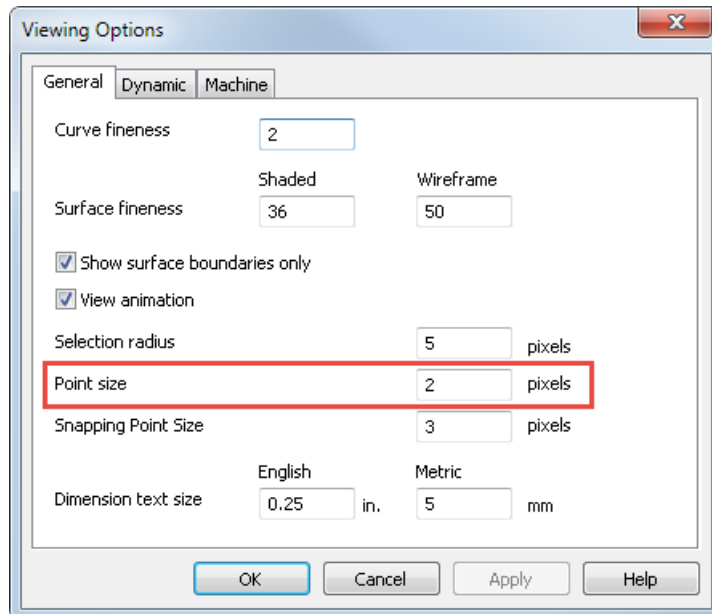 Viewing Options
General Dynamic Machine
Curve fineness 2
Shaded Wireframe
Surface fineness 36 50
Show surface boundaries only
View animation
Selection radius 5 pixels
Point size 2 pixels
Snapping Point Size 3 pixels
English Metric
Dimension text size 0.25 in. 5 mm
OK Cancel Apply Help